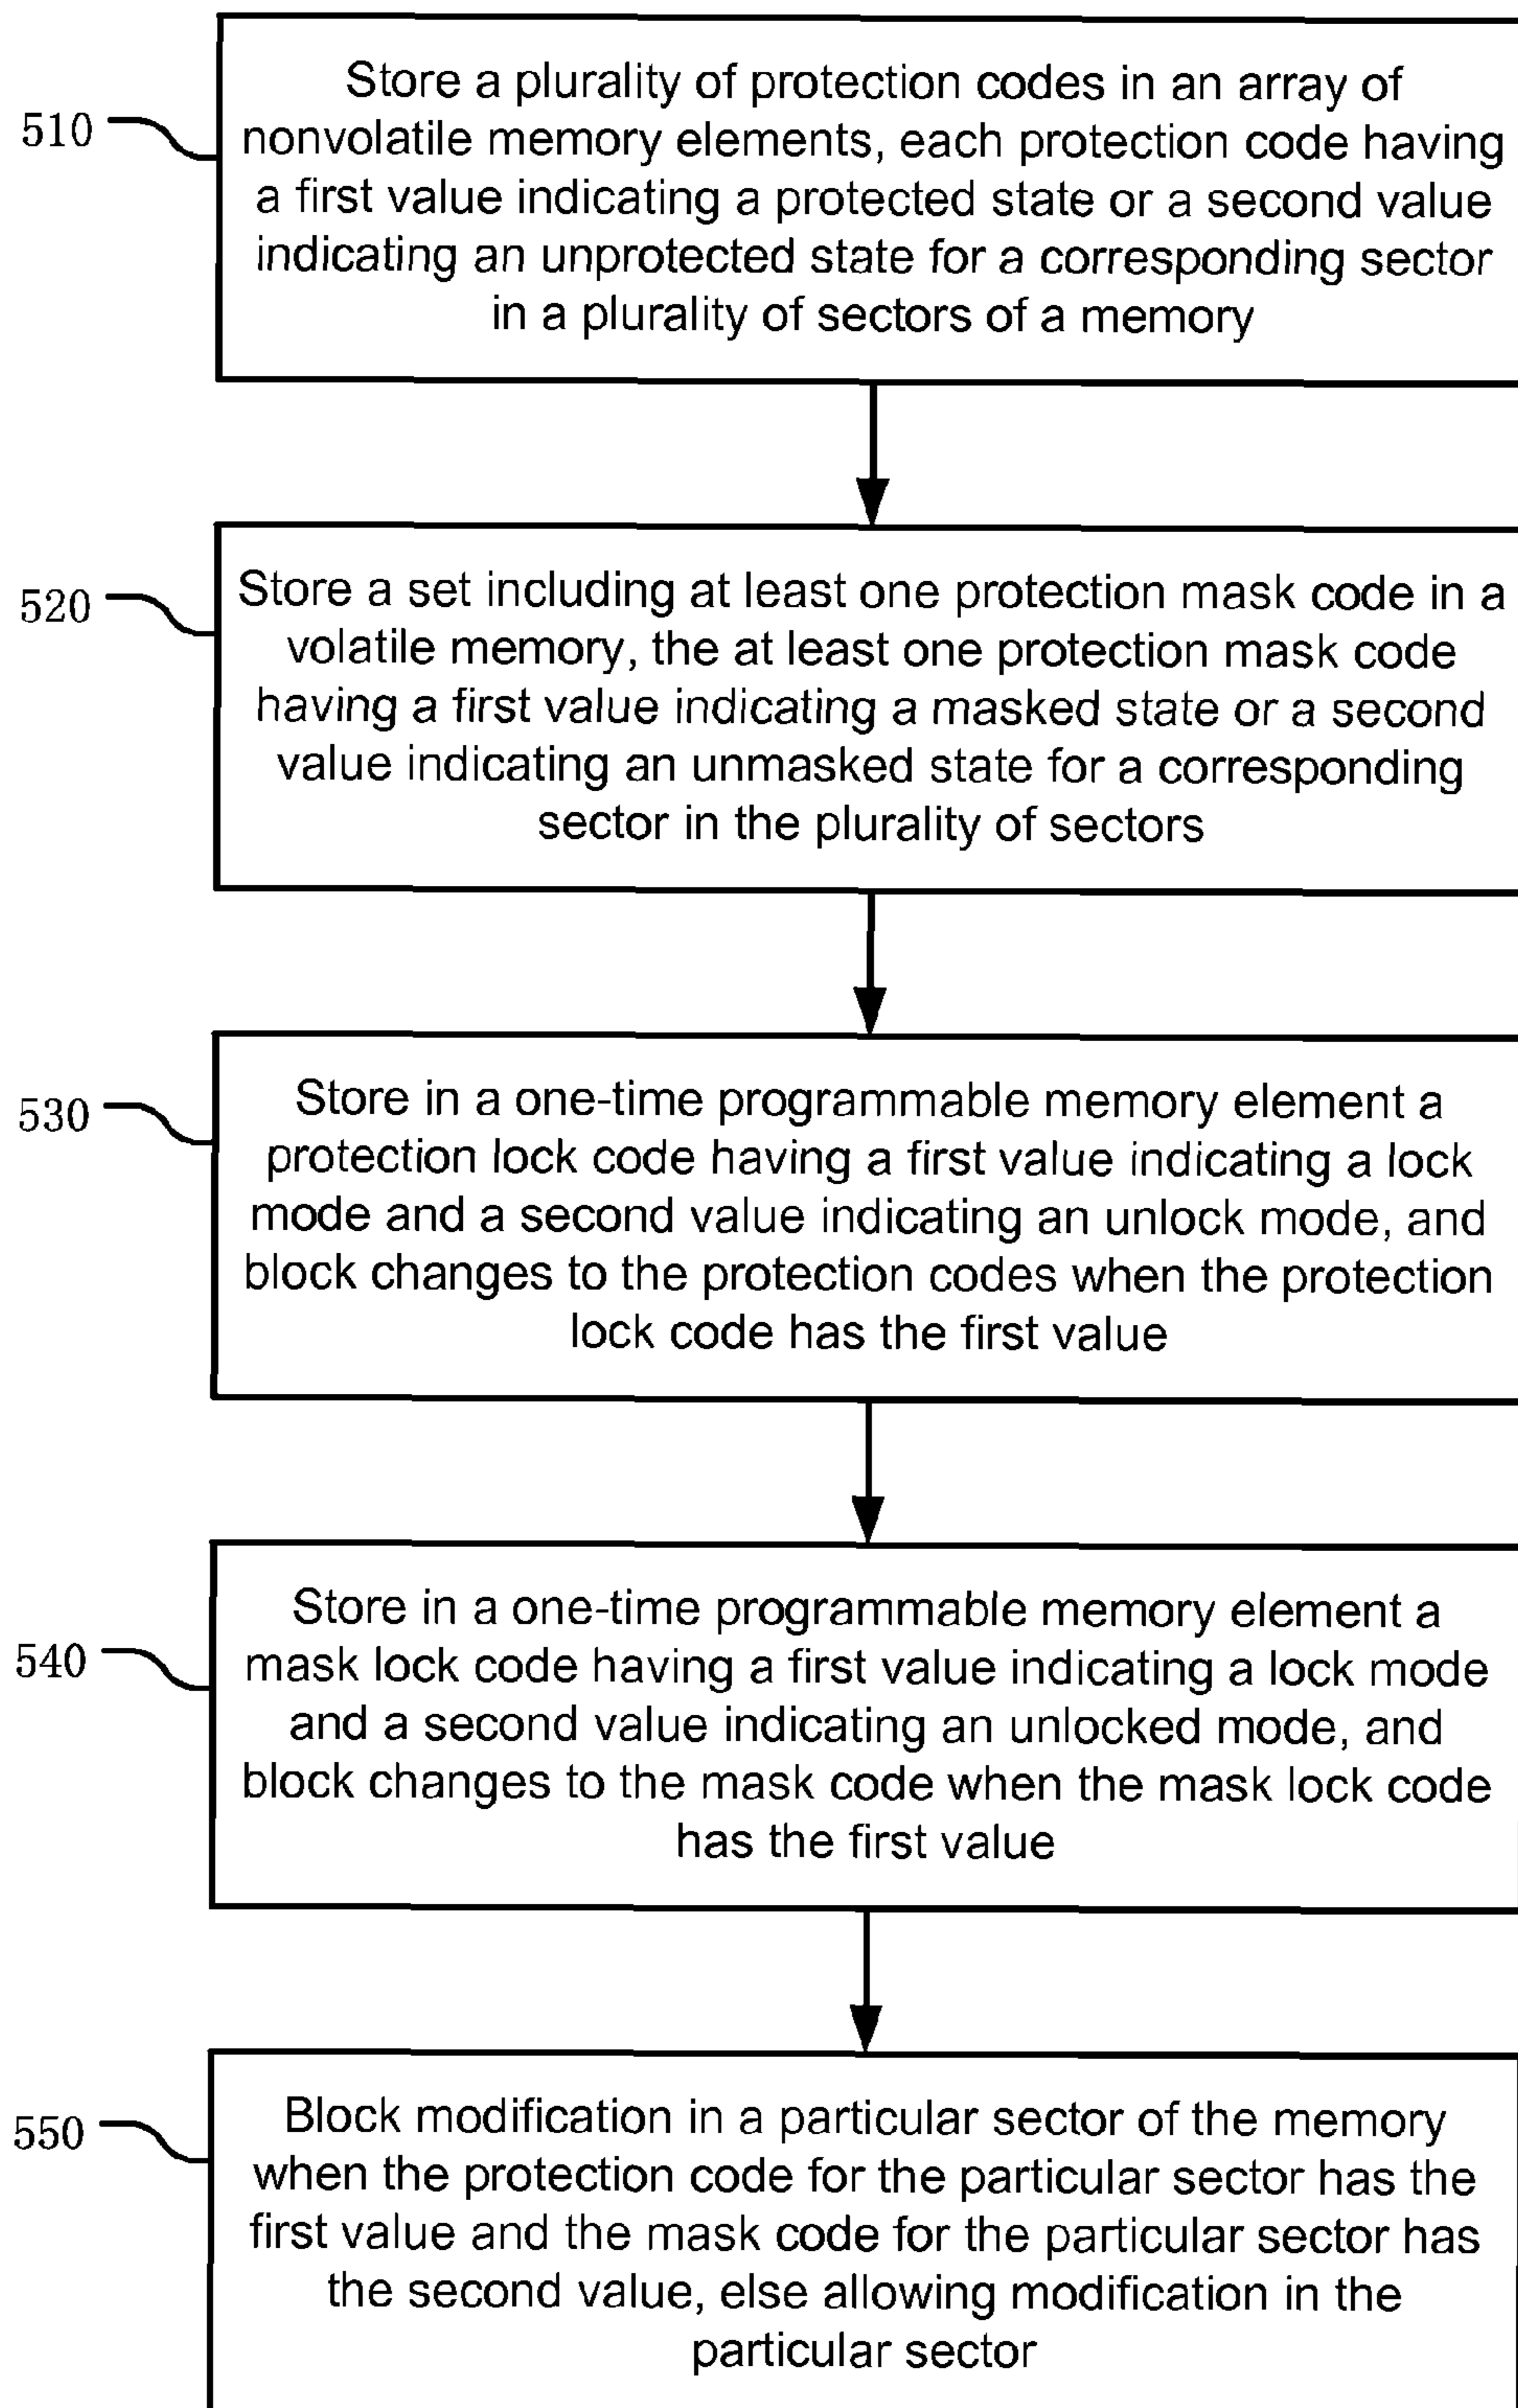 510
Store a plurality of protection codes in an array of
nonvolatile memory elements, each protection code having
a first value indicating a protected state or a second value
indicating an unprotected state for a corresponding sector
in a plurality of sectors of a memory
520
Store a set including at least one protection mask code in a
volatile memory, the at least one protection mask code
having a first value indicating a masked state or a second
value indicating an unmasked state for a corresponding
sector in the plurality of sectors
530
Store in a one-time programmable memory element a
protection lock code having a first value indicating a lock
mode and a second value indicating an unlock mode, and
block changes to the protection codes when the protection
lock code has the first value
540
Store in a one-time programmable memory element a
mask lock code having a first value indicating a lock mode
and a second value indicating an unlocked mode, and
block changes to the mask code when the mask lock code
has the first value
550
Block modification in a particular sector of the memory
when the protection code for the particular sector has the
first value and the mask code for the particular sector has
the second value, else allowing modification in the
particular sector